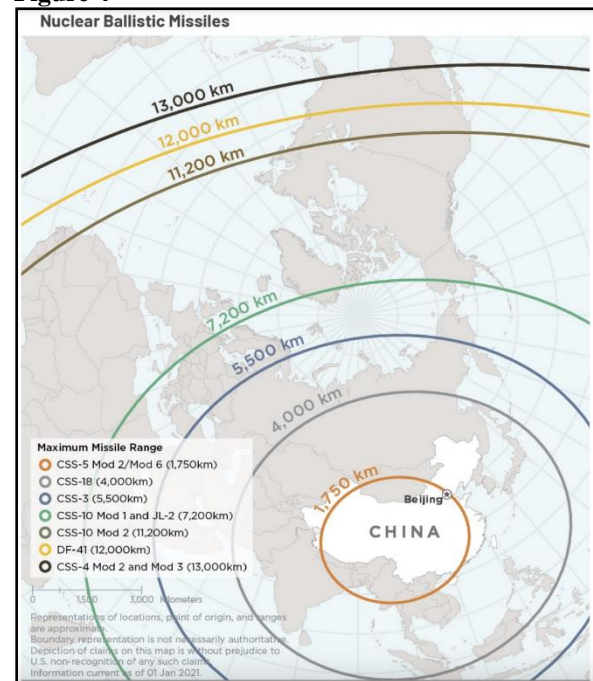 Nuclear Ballistic Missiles
13,000 km
12,000 km
11,200 km
7,200 km
5,500 km
4,000 km
1,750 km
Beijing
CHINA
Maximum Missile Range
CSS-5 Mod 2/Mod 6 (1,750km)
CSS-18 (4,000km)
CSS-3 (5,500km)
CSS-10 Mod 1 and JL-2 (7,200km)
CSS-10 Mod 2 (11,200km)
DF-41 (12,000km)
CSS-4 Mod 2 and Mod 3 (13,000km)
0 1,500 3,000 Kilometers
Representations of locations, point of origin, and ranges
are approximate.
Boundary representation is not necessarily authoritative.
Depiction of claims on this map is without prejudice to
U.S. non-recognition of any such claims.
Information current as of 01 Jan 2021.